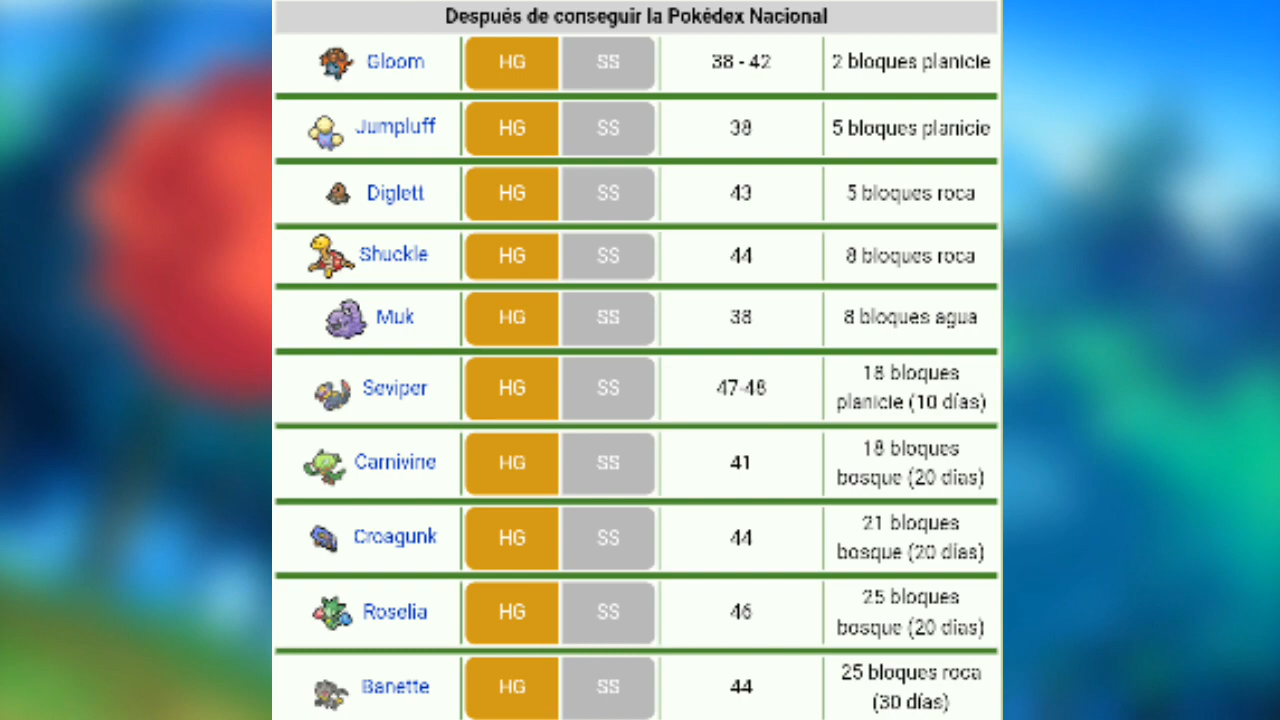 Después de conseguir la Pokédex Nacional
Gloom HG SS 38 - 42 2 bloques planicie
Jumpluff HG SS 38 5 bloques planicie
Diglett HG SS 43 5 bloques roca
Shuckle HG SS 44 8 bloques roca
Muk HG SS 38 8 bloques agua
Seviper HG SS 47-48 18 bloques
planicie (10 días)
Carnivine HG SS 41 18 bloques
bosque (20 días)
Croagunk HG SS 44 21 bloques
bosque (20 días)
Roselia HG SS 46 25 bloques
bosque (20 días)
Banette HG SS 44 25 bloques roca
(30 días)